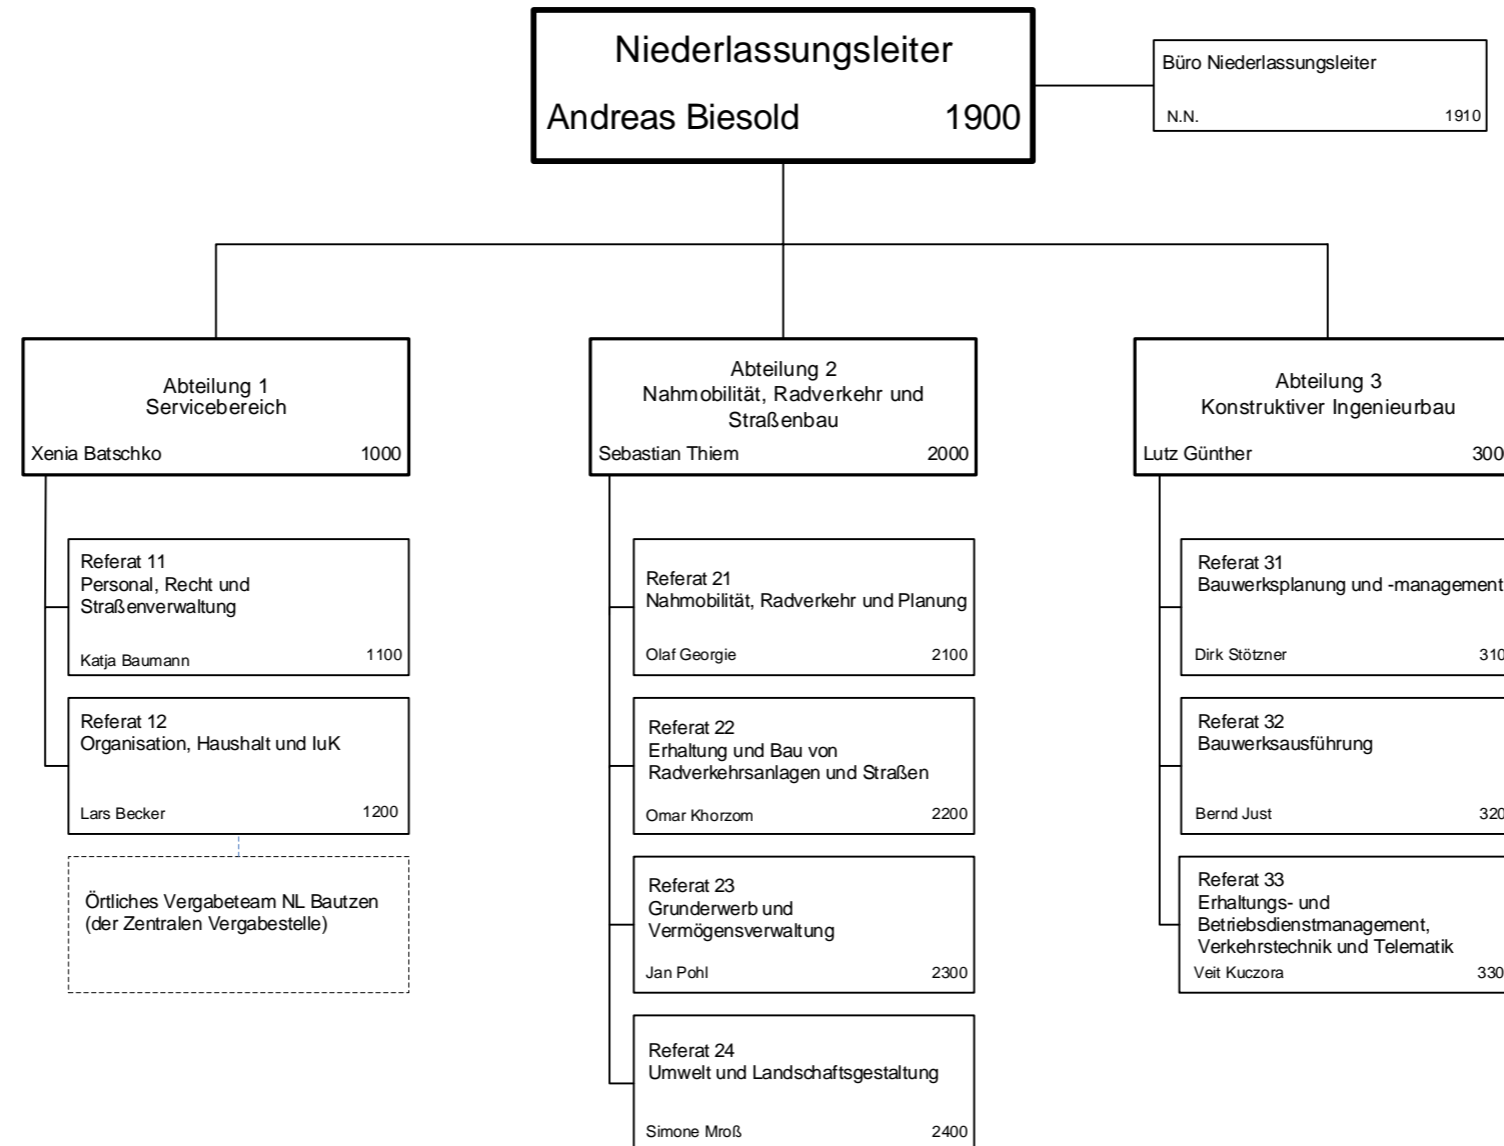 Niederlassungsleiter
Andreas Biesold 1900
Büro Niederlassungsleiter
N.N. 1910
Abteilung 1
Servicebereich
Xenia Batschko 1000
Referat 11
Personal, Recht und
Straßenverwaltung
Katja Baumann 1100
Referat 12
Organisation, Haushalt und IuK
Lars Becker 1200
Örtliches Vergabeteam NL Bautzen
(der Zentralen Vergabestelle)
Abteilung 2
Nahmobilität, Radverkehr und
Straßenbau
Sebastian Thiem 2000
Referat 21
Nahmobilität, Radverkehr und Planung
Olaf Georgie 2100
Referat 22
Erhaltung und Bau von
Radverkehrsanlagen und Straßen
Omar Khorzom 2200
Referat 23
Grunderwerb und
Vermögensverwaltung
Jan Pohl 2300
Referat 24
Umwelt und Landschaftsgestaltung
Simone Mroß 2400
Abteilung 3
Konstruktiver Ingenieurbau
Lutz Günther 300
Referat 31
Bauwerksplanung und -management
Dirk Stötzner 310
Referat 32
Bauwerksausführung
Bernd Just 320
Referat 33
Erhaltungs- und
Betriebsdienstmanagement,
Verkehrstechnik und Telematik
Veit Kuczora 330